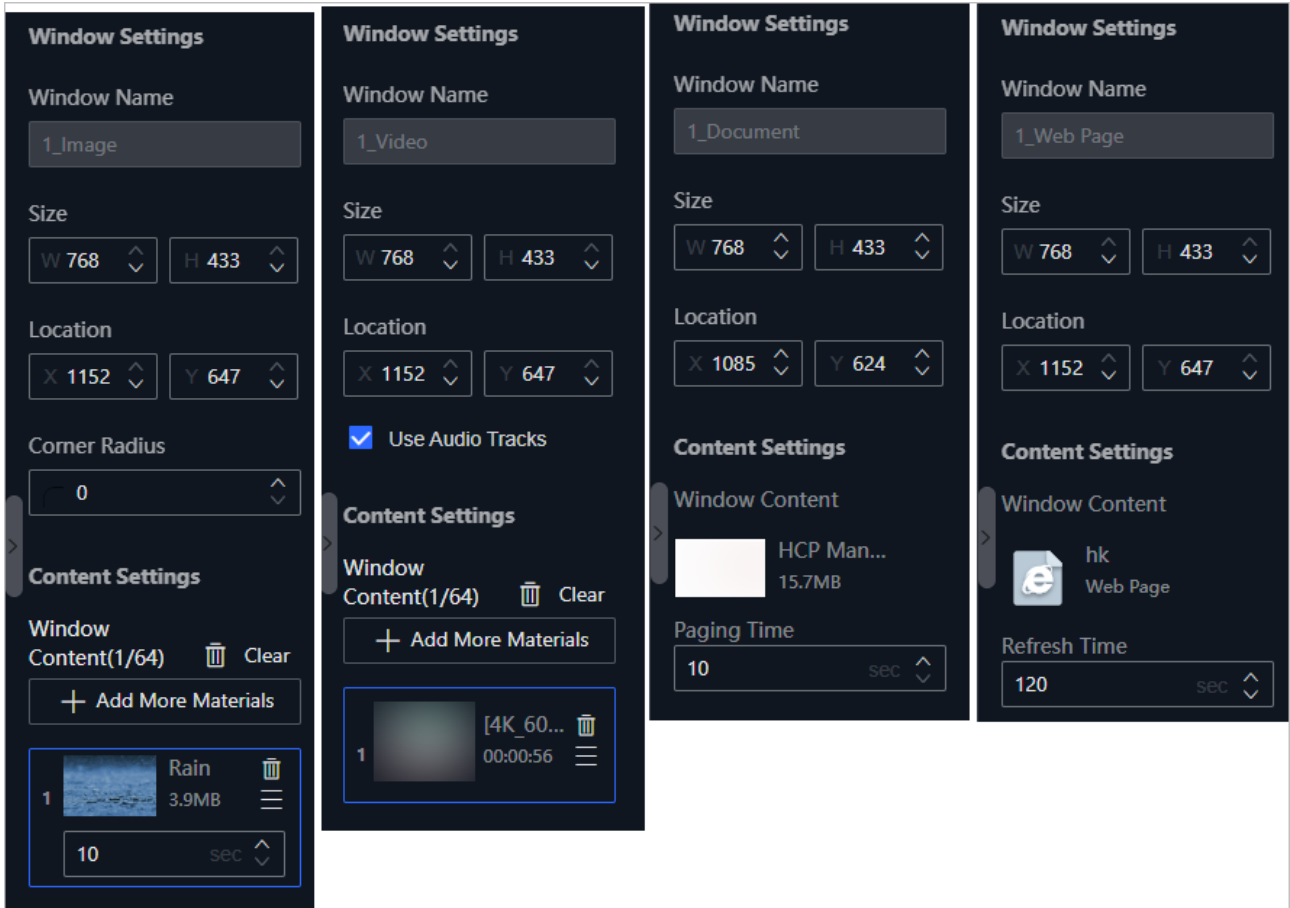 Window Settings
Window Name
1_Image
Size
W 768 H 433
Location
X 1152 Y 647
Corner Radius
0
Content Settings
Window
Content(1/64) Clear
Add More Materials
1 Rain
3.9MB
10 sec
Window Settings
Window Name
1_Video
Size
W 768 H 433
Location
X 1152 Y 647
Use Audio Tracks
Content Settings
Window
Content(1/64) Clear
Add More Materials
[4K_60...
1 00:00:56
Window Settings
Window Name
1_Document
Size
W 768 H 433
Location
X 1085 Y 624
Content Settings
Window Content
HCP Man...
15.7MB
Paging Time
10 sec
Window Settings
Window Name
1_Web Page
Size
W 768 H 433
Location
X 1152 Y 647
Content Settings
Window Content
hk
Web Page
Refresh Time
120 sec